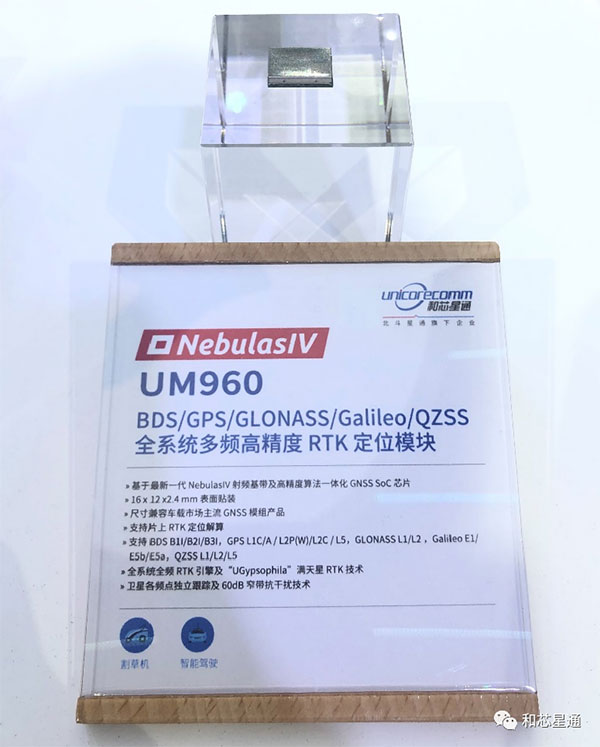 unicorecomm
和芯星通
北斗星通旗下企业
NebulasIV
UM960
BDS/GPS/GLONASS/Galileo/QZSS
全系统多频高精度 RTK 定位模块
» 基于最新一代 NebulasIV 射频基带及高精度算法一体化 GNSS SoC 芯片
» 16 x 12 x2.4 mm 表面贴装
» 尺寸兼容车载市场主流 GNSS 模组产品
» 支持片上 RTK 定位解算
» 支持 BDS B1I/B2I/B3I，GPS L1C/A / L2P(W)/L2C / L5，GLONASS L1/L2 ，Galileo E1/
E5b/E5a，QZSS L1/L2/L5
» 全系统全频 RTK 引擎及“UGypsophila”满天星 RTK 技术
» 卫星各频点独立跟踪及 60dB 窄带抗干扰技术
割草机
智能驾驶
和芯星通